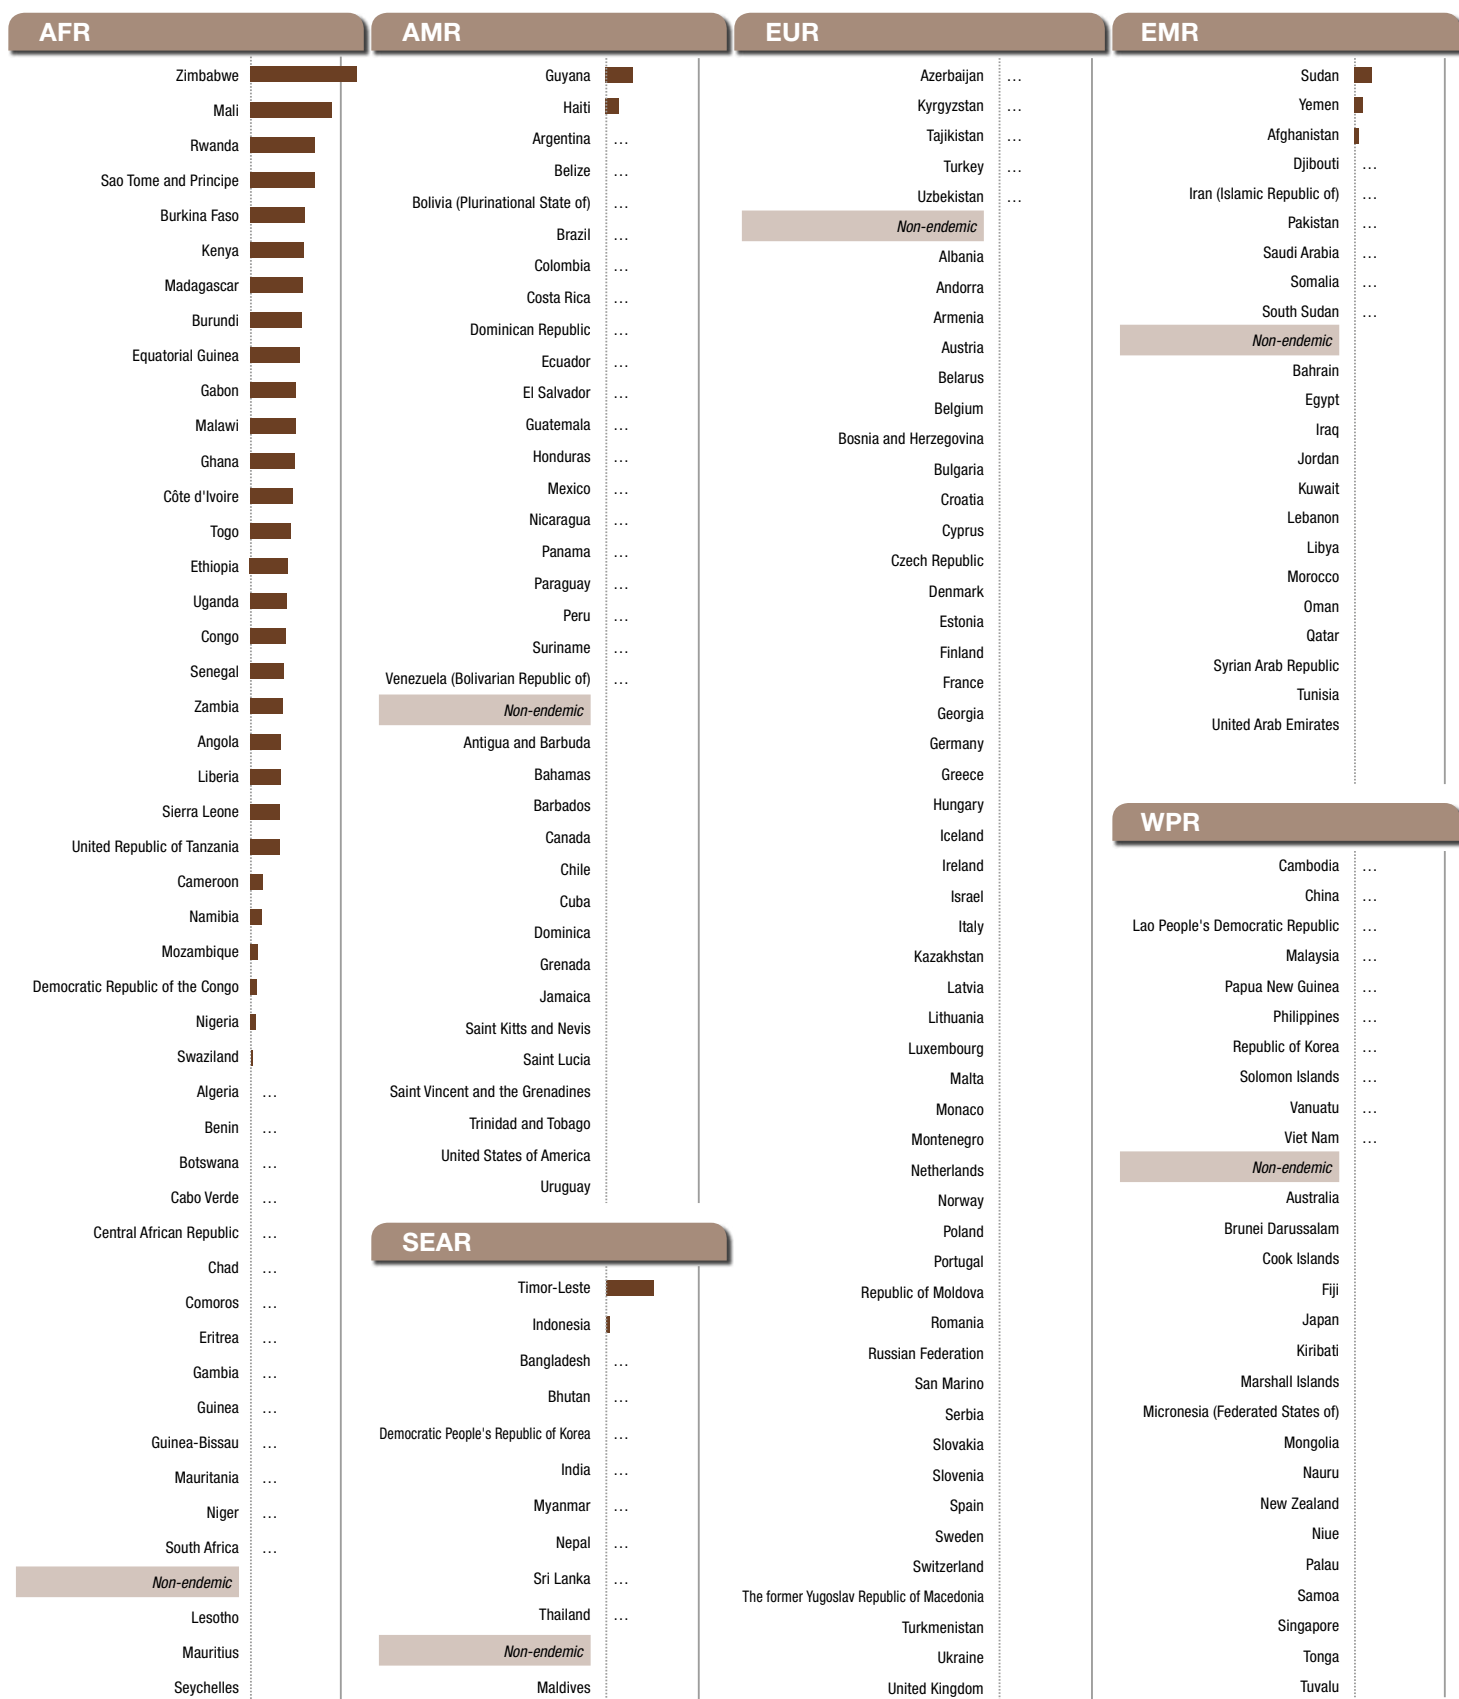 AFR
Zimbabwe
Mali
Rwanda
Sao Tome and Principe
Burkina Faso
Kenya
Madagascar
Burundi
Equatorial Guinea
Gabon
Malawi
Ghana
Côte d'Ivoire
Togo
Ethiopia
Uganda
Congo
Senegal
Zambia
Angola
Liberia
Sierra Leone
United Republic of Tanzania
Cameroon
Namibia
Mozambique
Democratic Republic of the Congo
Nigeria
Swaziland
Algeria ...
Benin ...
Botswana ...
Cabo Verde ...
Central African Republic ...
Chad ...
Comoros ...
Eritrea ...
Gambia ...
Guinea ...
Guinea-Bissau ...
Mauritania ...
Niger ...
South Africa ...
Non-endemic
Lesotho
Mauritius
Seychelles
AMR
Guyana
Haiti
Argentina ...
Belize ...
Bolivia (Plurinational State of) ...
Brazil ...
Colombia ...
Costa Rica ...
Dominican Republic ...
Ecuador ...
El Salvador ...
Guatemala ...
Honduras ...
Mexico ...
Nicaragua ...
Panama ...
Paraguay ...
Peru ...
Suriname ...
Venezuela (Bolivarian Republic of) ...
Non-endemic
Antigua and Barbuda
Bahamas
Barbados
Canada
Chile
Cuba
Dominica
Grenada
Jamaica
Saint Kitts and Nevis
Saint Lucia
Saint Vincent and the Grenadines
Trinidad and Tobago
United States of America
Uruguay
SEAR
Timor-Leste
Indonesia
Bangladesh ...
Bhutan ...
Democratic People's Republic of Korea ...
India ...
Myanmar ...
Nepal ...
Sri Lanka ...
Thailand ...
Non-endemic
Maldives
EUR
Azerbaijan ...
Kyrgyzstan ...
Tajikistan ...
Turkey ...
Uzbekistan ...
Non-endemic
Albania
Andorra
Armenia
Austria
Belarus
Belgium
Bosnia and Herzegovina
Bulgaria
Croatia
Cyprus
Czech Republic
Denmark
Estonia
Finland
France
Georgia
Germany
Greece
Hungary
Iceland
Ireland
Israel
Italy
Kazakhstan
Latvia
Lithuania
Luxembourg
Malta
Monaco
Montenegro
Netherlands
Norway
Poland
Portugal
Republic of Moldova
Romania
Russian Federation
San Marino
Serbia
Slovakia
Slovenia
Spain
Sweden
Switzerland
The former Yugoslav Republic of Macedonia
Turkmenistan
Ukraine
United Kingdom
EMR
Sudan
Yemen
Afghanistan
Djibouti ...
Iran (Islamic Republic of) ...
Pakistan ...
Saudi Arabia ...
Somalia ...
South Sudan ...
Non-endemic
Bahrain
Egypt
Iraq
Jordan
Kuwait
Lebanon
Libya
Morocco
Oman
Qatar
Syrian Arab Republic
Tunisia
United Arab Emirates
WPR
Cambodia ...
China ...
Lao People's Democratic Republic ...
Malaysia ...
Papua New Guinea ...
Philippines ...
Republic of Korea ...
Solomon Islands ...
Vanuatu ...
Viet Nam ...
Non-endemic
Australia
Brunei Darussalam
Cook Islands
Fiji
Japan
Kiribati
Marshall Islands
Micronesia (Federated States of)
Mongolia
Nauru
New Zealand
Niue
Palau
Samoa
Singapore
Tonga
Tuvalu